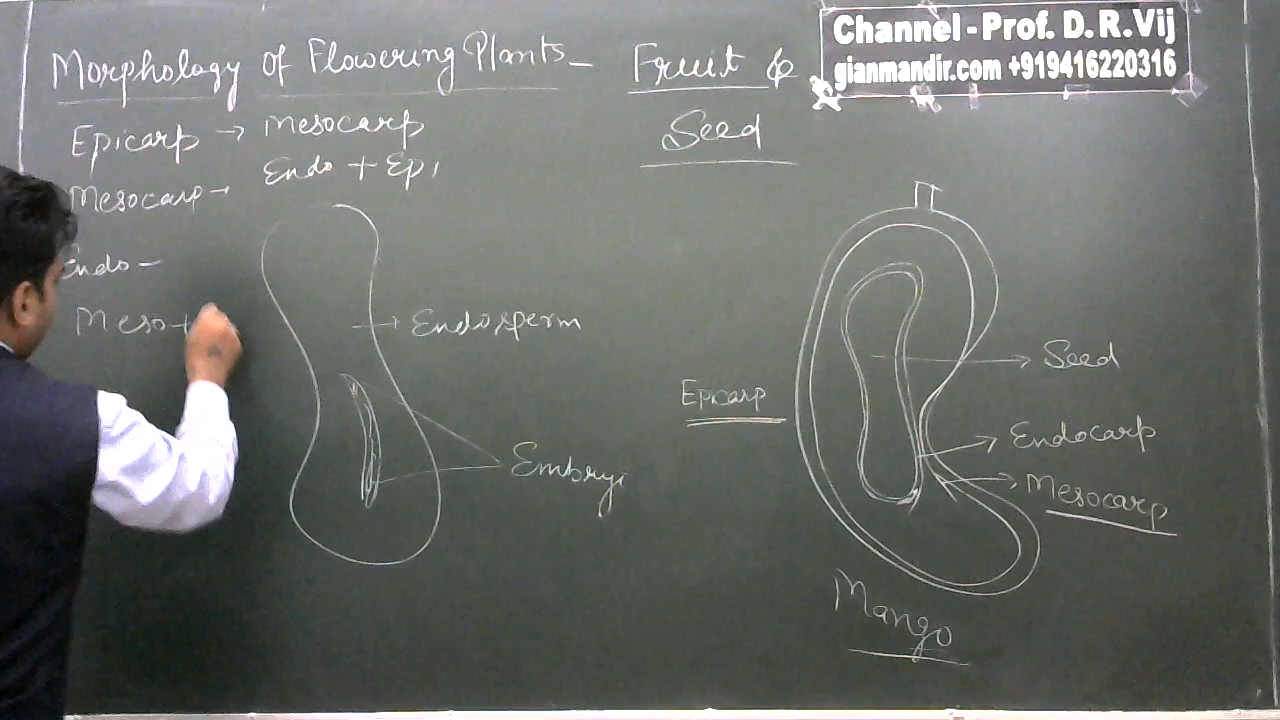 Morphology of Flowering Plants - Fruit &
Seed
Channel - Prof. D. R. Vij
gianmandir.com +919416220316
Epicarp → Mesocarp
Mesocarp → Endo + Epi
Endo -
Meso +
Endosperm
Embryo
Epicarp
Seed
Endocarp
Mesocarp
Mango